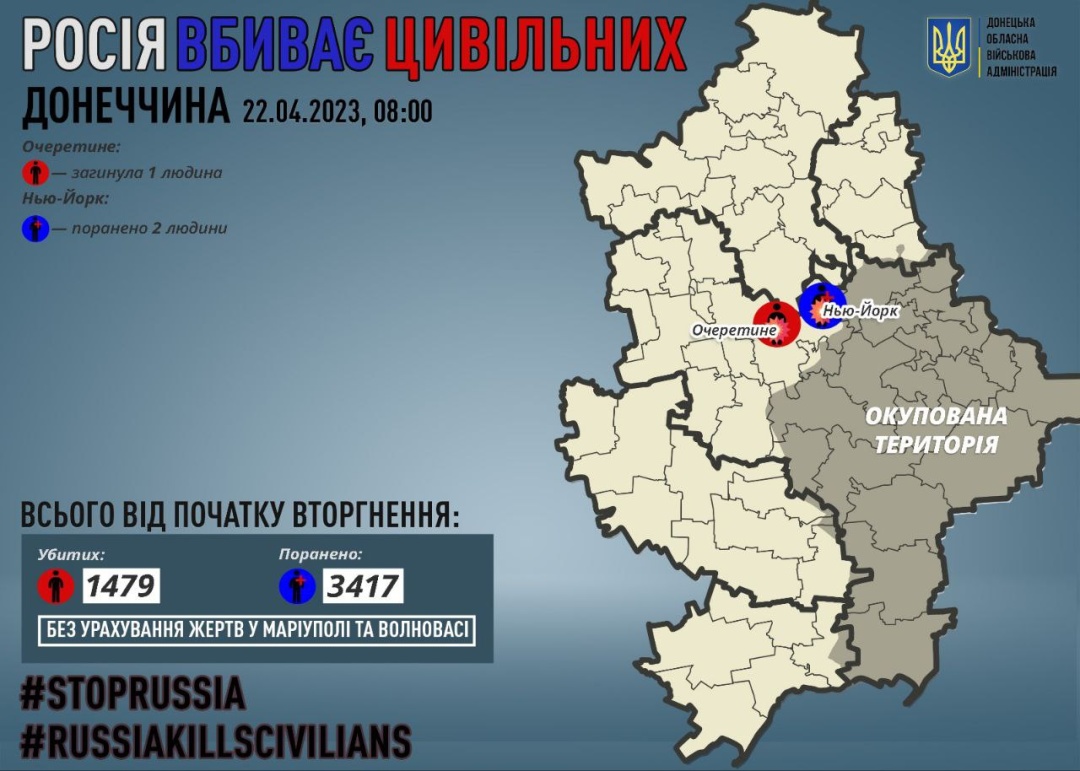 РОСІЯ ВБИВАЄ ЦИВІЛЬНИХ
ДОНЕЧЧИНА 22.04.2023, 08:00
Очеретине:
— загинула 1 людина
Нью-Йорк:
— поранено 2 людини
ДОНЕЦЬКА
ОБЛАСНА
ВІЙСЬКОВА
АДМІНІСТРАЦІЯ
Нью-Йорк
Очеретине
ОКУПОВАНА
ТЕРИТОРІЯ
ВСЬОГО ВІД ПОЧАТКУ ВТОРГНЕННЯ:
Убитих: Поранено:
1479 3417
БЕЗ УРАХУВАННЯ ЖЕРТВ У МАРІУПОЛІ ТА ВОЛНОВАСІ
#STOPRUSSIA
#RUSSIAKILLSCIVILIANS